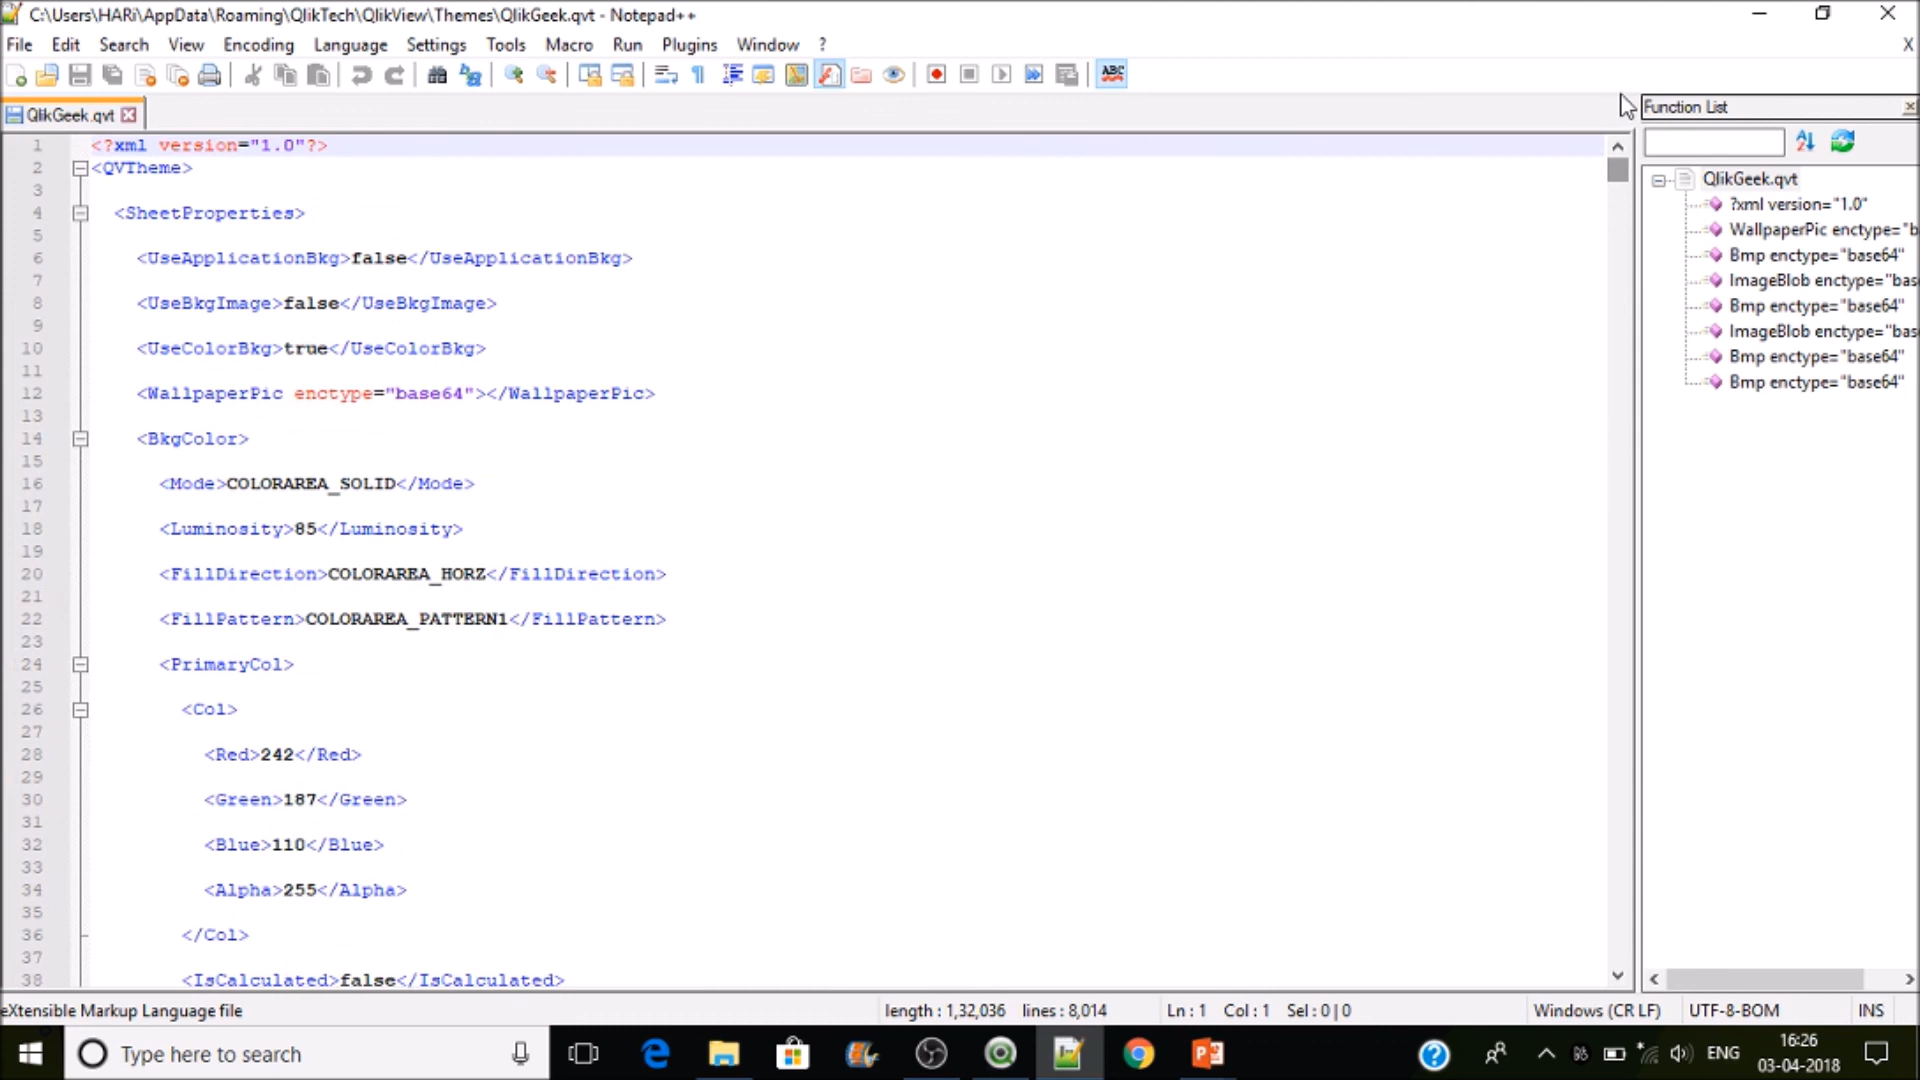 C:\Users\HARi\AppData\Roaming\QlikTech\QlikView\Themes\QlikGeek.qvt - Notepad++
File Edit Search View Encoding Language Settings Tools Macro Run Plugins Window ?
X
ABC
QlikGeek.qvt
Function List
1 <?xml version="1.0"?>
2 <QVTheme>
3
4 <SheetProperties>
5
6 <UseApplicationBkg>false</UseApplicationBkg>
7
8 <UseBkgImage>false</UseBkgImage>
9
10 <UseColorBkg>true</UseColorBkg>
11
12 <WallpaperPic enctype="base64"></WallpaperPic>
13
14 <BkgColor>
15
16 <Mode>COLORAREA_SOLID</Mode>
17
18 <Luminosity>85</Luminosity>
19
20 <FillDirection>COLORAREA_HORZ</FillDirection>
21
22 <FillPattern>COLORAREA_PATTERN1</FillPattern>
23
24 <PrimaryCol>
25
26 <Col>
27
28 <Red>242</Red>
29
30 <Green>187</Green>
31
32 <Blue>110</Blue>
33
34 <Alpha>255</Alpha>
35
36 </Col>
37
38 <IsCalculated>false</IsCalculated>
QlikGeek.qvt
?xml version="1.0"
WallpaperPic enctype="b
Bmp enctype="base64"
ImageBlob enctype="bas
Bmp enctype="base64"
ImageBlob enctype="bas
Bmp enctype="base64"
Bmp enctype="base64"
eXtensible Markup Language file length : 1,32,036 lines : 8,014 Ln : 1 Col : 1 Sel : 0 | 0 Windows (CR LF) UTF-8-BOM INS
Type here to search
ENG
16:26
03-04-2018